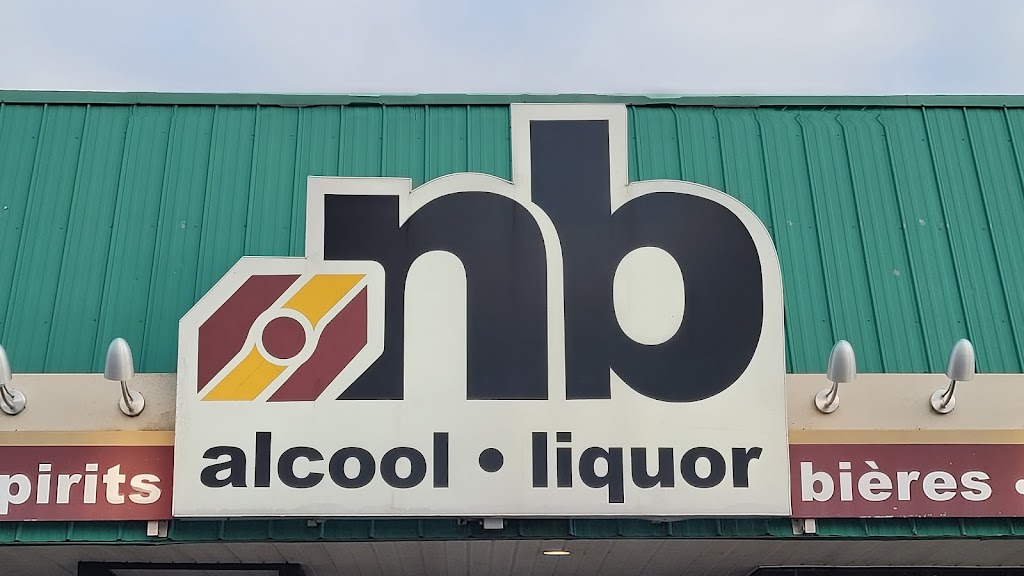 nb
alcool • liquor
pirits
bières •